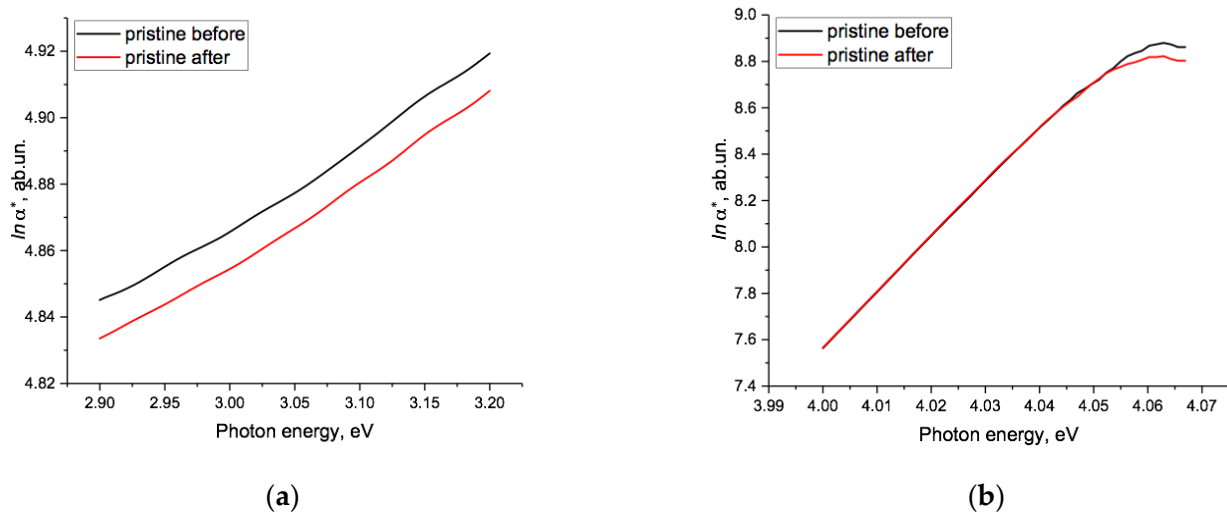 pristine before
pristine after
4.92
4.90
4.88
4.86
4.84
4.82
ln α*, ab.un.
2.90 2.95 3.00 3.05 3.10 3.15 3.20
Photon energy, eV
(a)
pristine before
pristine after
9.0
8.8
8.6
8.4
8.2
8.0
7.8
7.6
7.4
ln α*, ab.un.
3.99 4.00 4.01 4.02 4.03 4.04 4.05 4.06 4.07
Photon energy, eV
(b)